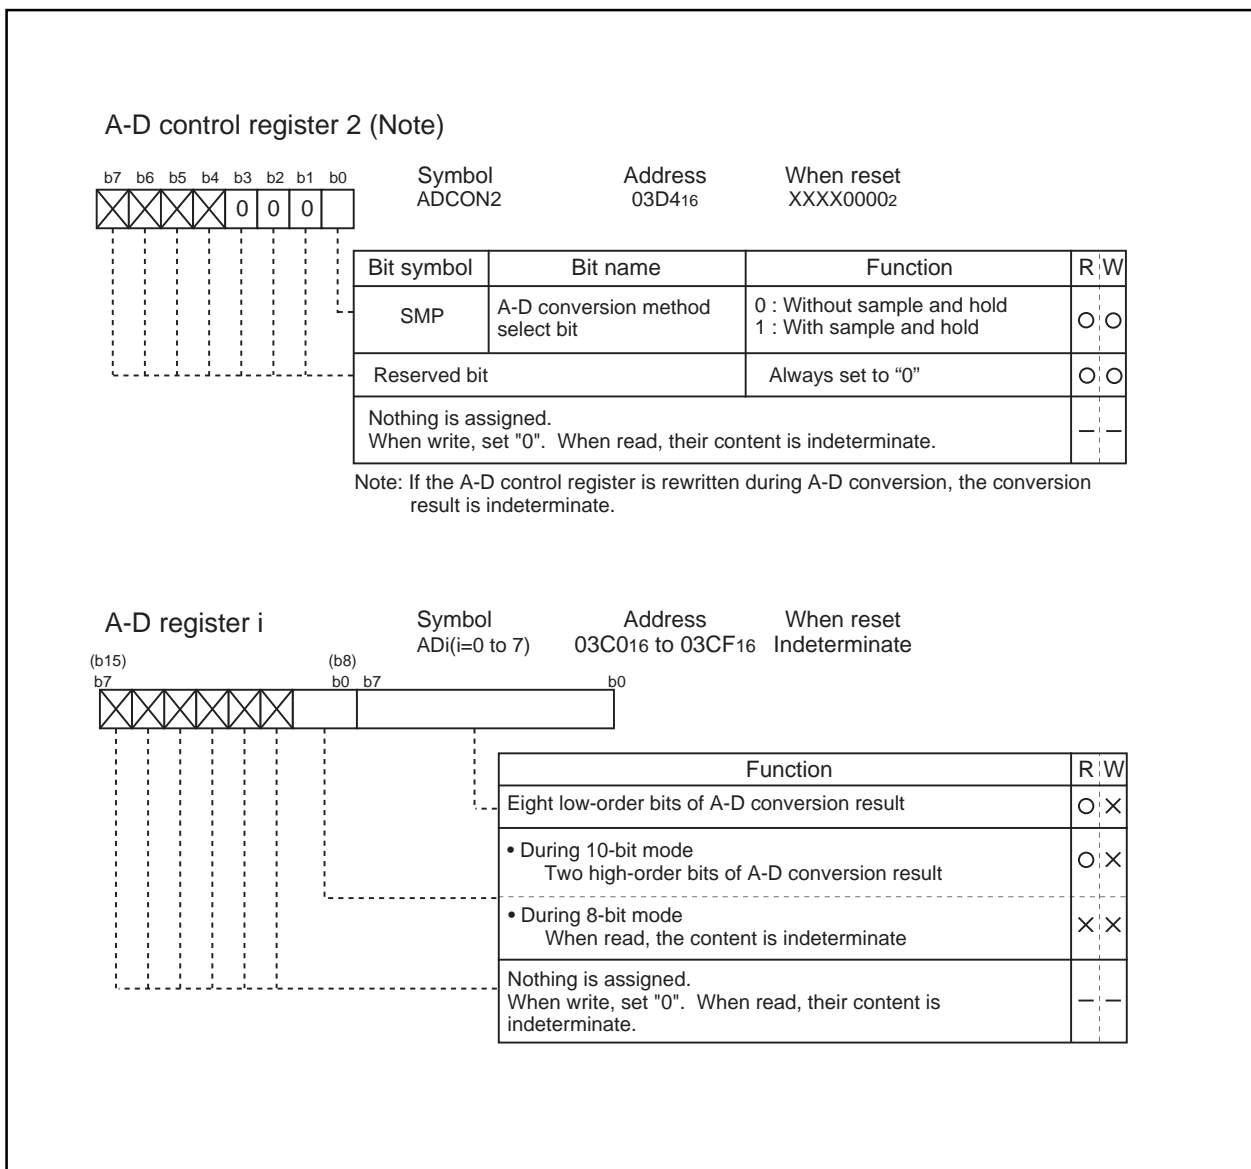 A-D control register 2 (Note)
b7 b6 b5 b4 b3 b2 b1 b0
0 0 0
Symbol Address When reset
ADCON2 03D416 XXXX00002
Bit symbol Bit name Function R W
SMP A-D conversion method select bit 0 : Without sample and hold
1 : With sample and hold
Reserved bit Always set to “0”
Nothing is assigned.
When write, set "0". When read, their content is indeterminate.
Note: If the A-D control register is rewritten during A-D conversion, the conversion
result is indeterminate.
A-D register i
Symbol Address When reset
ADi(i=0 to 7) 03C016 to 03CF16 Indeterminate
(b15) (b8)
b7 b0 b7 b0
Function R W
Eight low-order bits of A-D conversion result
• During 10-bit mode
Two high-order bits of A-D conversion result
• During 8-bit mode
When read, the content is indeterminate
Nothing is assigned.
When write, set "0". When read, their content is
indeterminate.